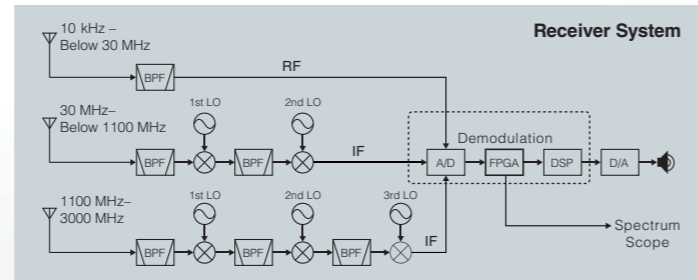 Receiver System
10 kHz –
Below 30 MHz
BPF
RF
30 MHz–
Below 1100 MHz
1st LO
2nd LO
BPF
BPF
IF
Demodulation
A/D
FPGA
DSP
D/A
1100 MHz–
3000 MHz
1st LO
2nd LO
3rd LO
BPF
BPF
BPF
IF
Spectrum
Scope